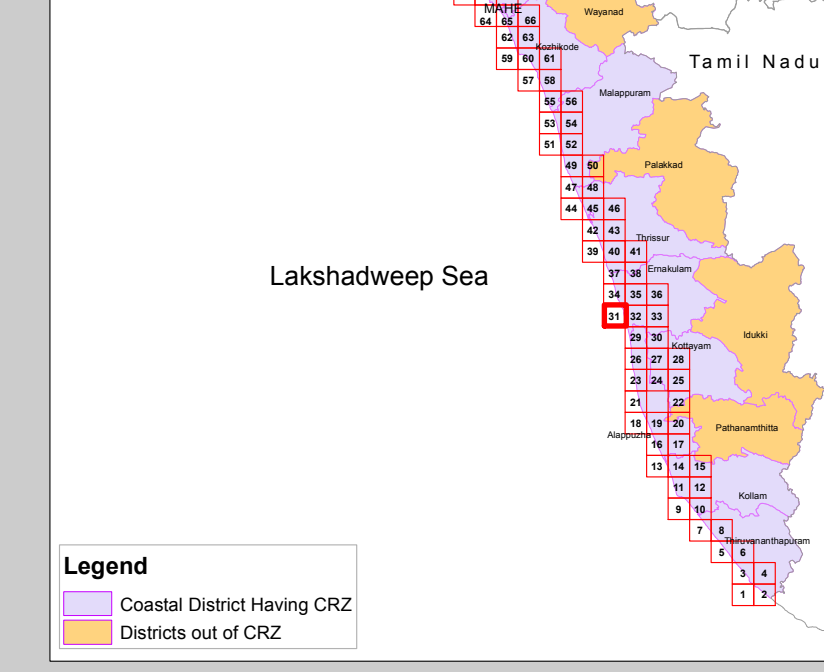 MAHE
Wayanad
64 65 66
62 63
Kozhikode
59 60 61
Tamil Nadu
57 58
Malappuram
55 56
53 54
51 52
49 50
Palakkad
47 48
44 45 46
42 43
Thrissur
39 40 41
37 38
Ernakulam
Lakshadweep Sea
34 35 36
31 32 33
Idukki
29 30
Kottayam
26 27 28
23 24 25
21 22
18 19 20
Pathanamthitta
Alappuzha
16 17
13 14 15
11 12
Kollam
9 10
7 8
Thiruvananthapuram
5 6
3 4
1 2
Legend
Coastal District Having CRZ
Districts out of CRZ